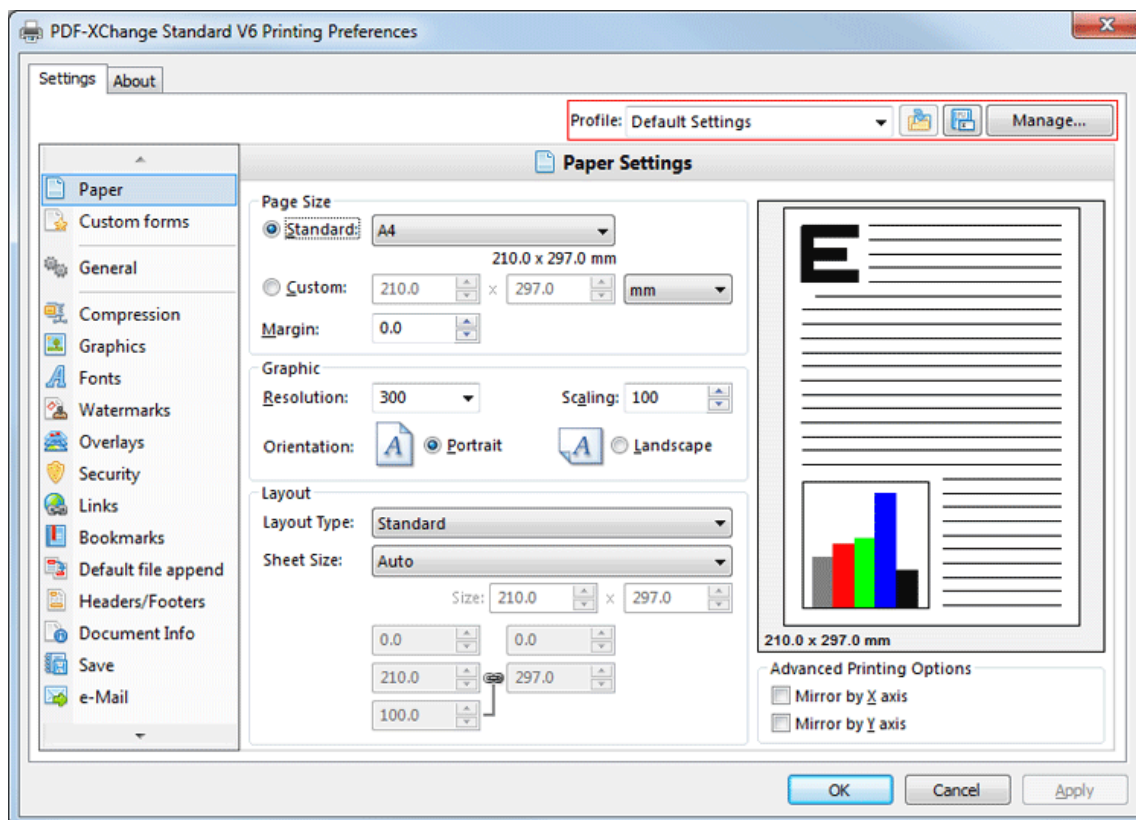 PDF-XChange Standard V6 Printing Preferences
Settings About
Profile: Default Settings Manage...
Paper
Custom forms
General
Compression
Graphics
Fonts
Watermarks
Overlays
Security
Links
Bookmarks
Default file append
Headers/Footers
Document Info
Save
e-Mail
Paper Settings
Page Size
Standard: A4
210.0 x 297.0 mm
Custom: 210.0 x 297.0 mm
Margin: 0.0
Graphic
Resolution: 300 Scaling: 100
Orientation: A Portrait A Landscape
Layout
Layout Type: Standard
Sheet Size: Auto
Size: 210.0 x 297.0
0.0 0.0
210.0 297.0
100.0
E
210.0 x 297.0 mm
Advanced Printing Options
Mirror by X axis
Mirror by Y axis
OK Cancel Apply